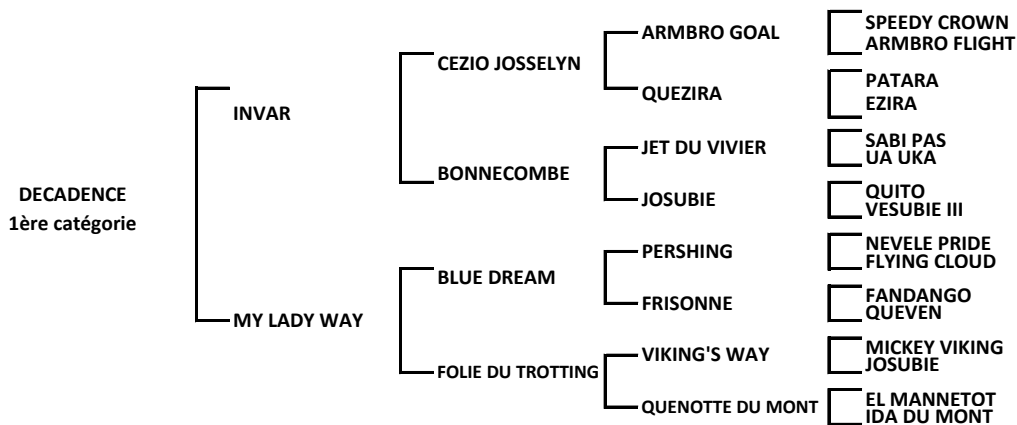 DECADENCE
1ère catégorie
INVAR
MY LADY WAY
CEZIO JOSSELYN
BONNECOMBE
BLUE DREAM
FOLIE DU TROTTING
ARMBRO GOAL
QUEZIRA
JET DU VIVIER
JOSUBIE
PERSHING
FRISONNE
VIKING'S WAY
QUENOTTE DU MONT
SPEEDY CROWN
ARMBRO FLIGHT
PATARA
EZIRA
SABI PAS
UA UKA
QUITO
VESUBIE III
NEVELE PRIDE
FLYING CLOUD
FANDANGO
QUEVEN
MICKEY VIKING
JOSUBIE
EL MANNETOT
IDA DU MONT